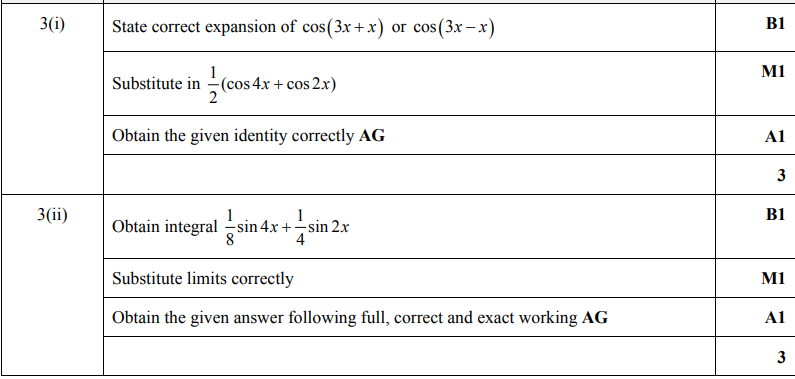 3(i) State correct expansion of cos(3x + x) or cos(3x − x) B1
Substitute in 1/2 (cos 4x + cos 2x) M1
Obtain the given identity correctly AG A1
3
3(ii) Obtain integral 1/8 sin 4x + 1/4 sin 2x B1
Substitute limits correctly M1
Obtain the given answer following full, correct and exact working AG A1
3